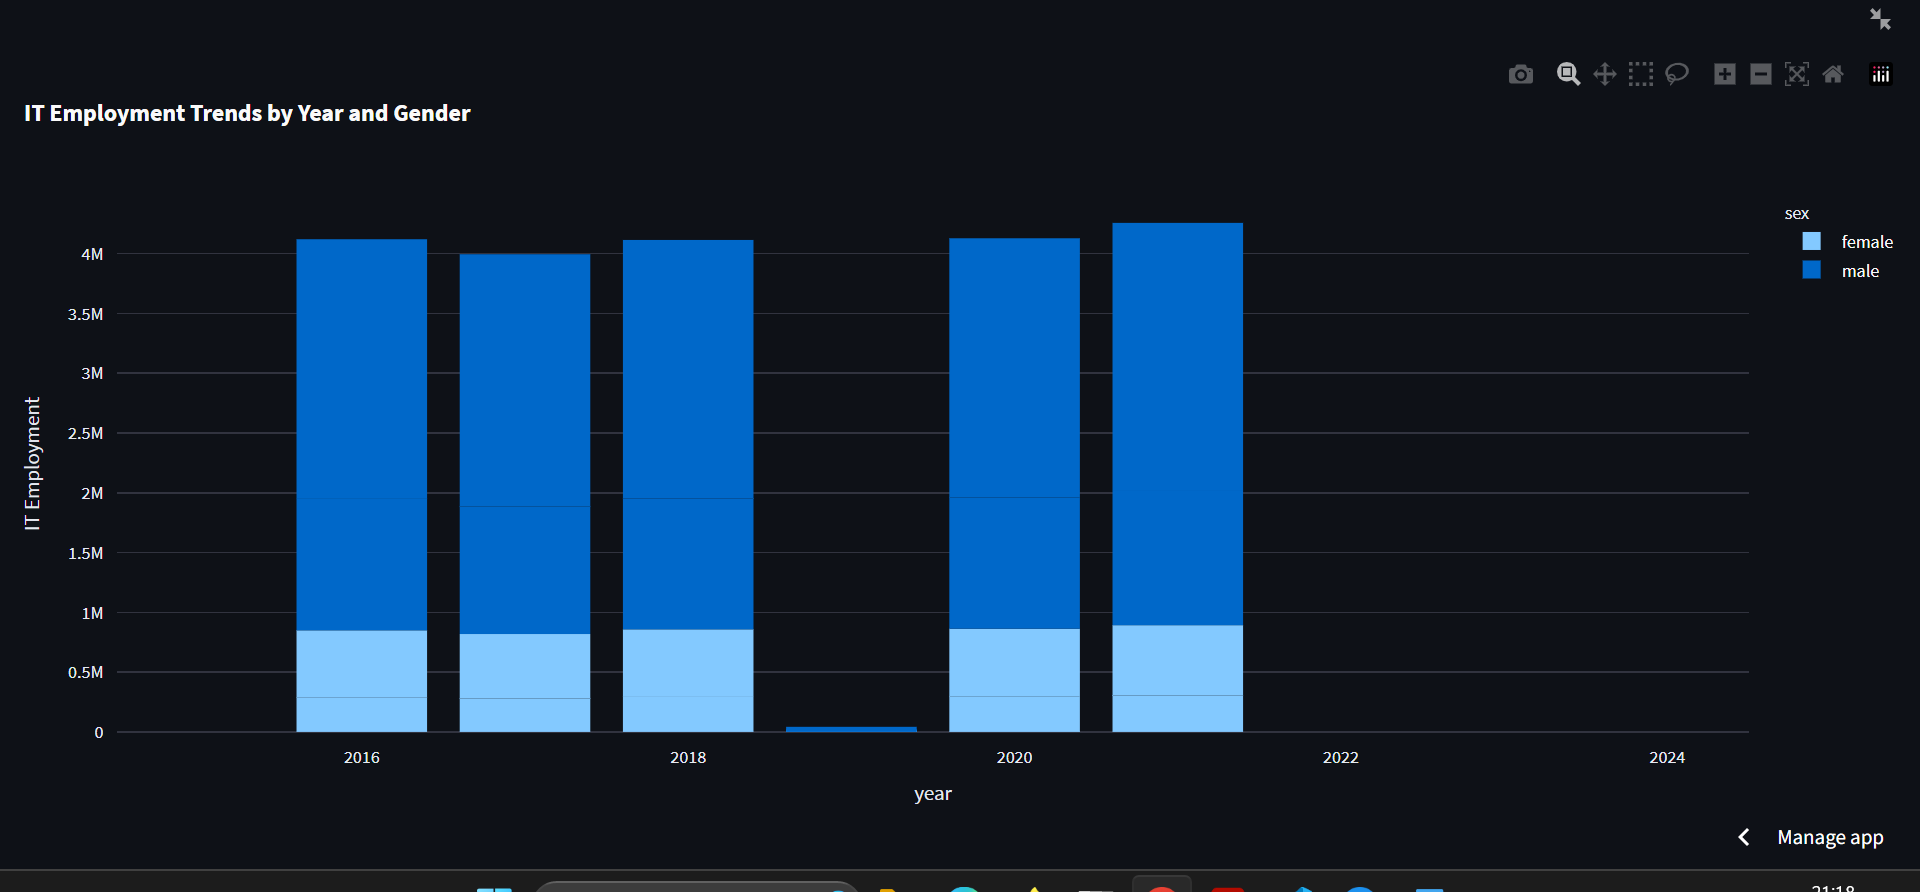 IT Employment Trends by Year and Gender
sex
female
male
4M
3.5M
3M
2.5M
2M
1.5M
1M
0.5M
0
IT Employment
2016
2018
2020
2022
2024
year
Manage app